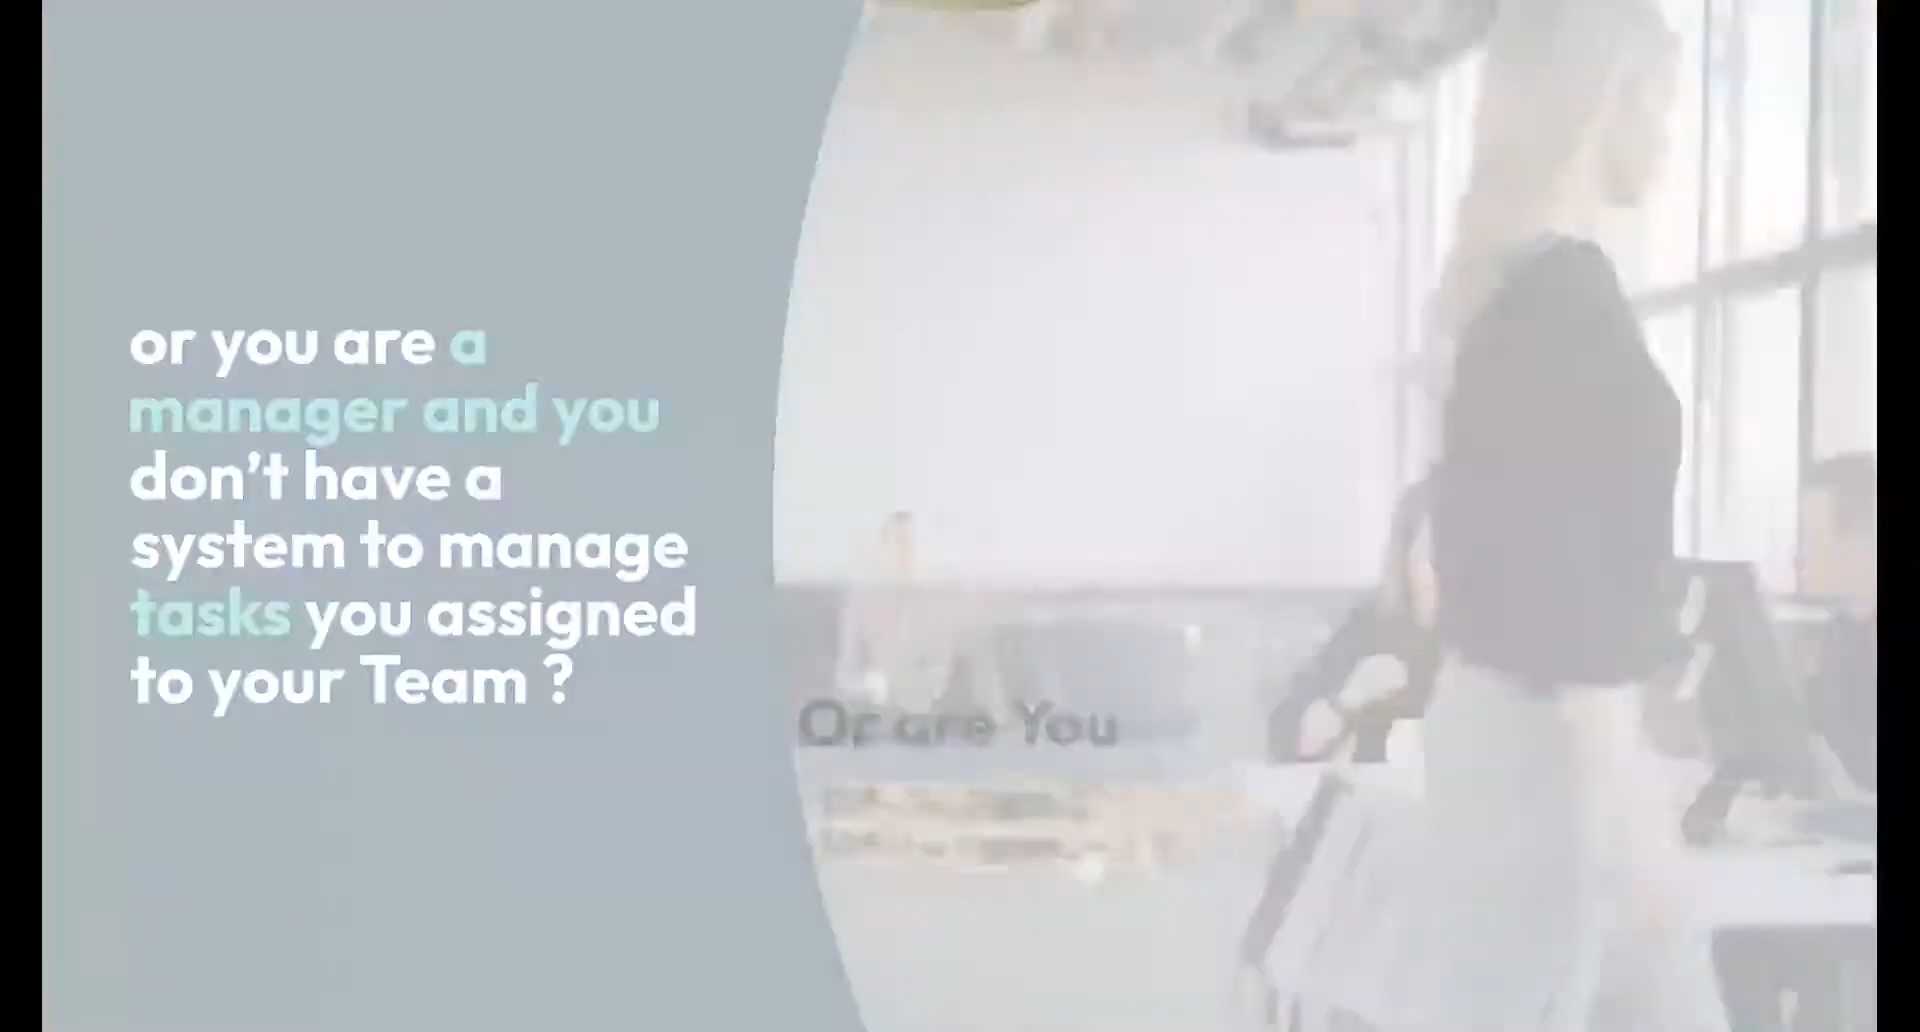 or you are a
manager and you
don't have a
system to manage
tasks you assigned
to your Team ?
Or are You